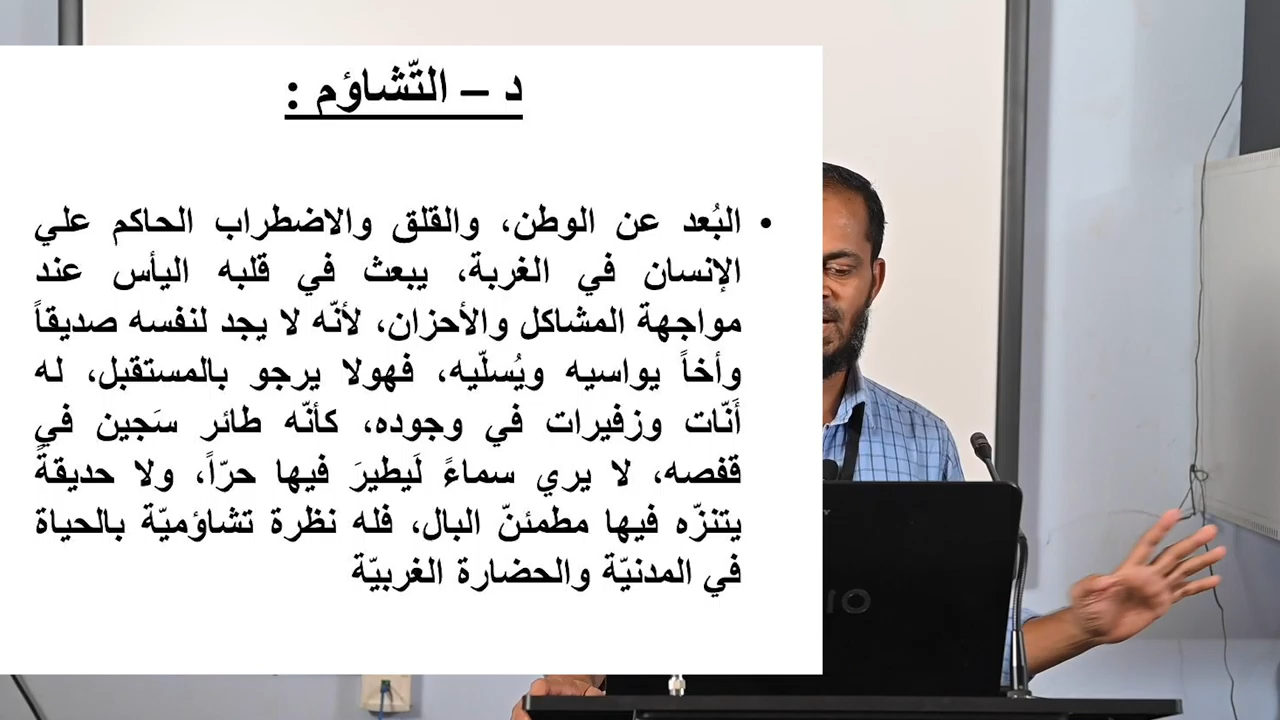 د – التّشاؤم :
• البُعد عن الوطن، والقلق والاضطراب الحاكم علي
الإنسان في الغربة، يبعث في قلبه اليأس عند
مواجهة المشاكل والأحزان، لأنّه لا يجد لنفسه صديقاً
وأخاً يواسيه ويُسلّيه، فهولا يرجو بالمستقبل، له
أَنّات وزفيرات في وجوده، كأنّه طائر سَجين في
قفصه، لا يري سماءً لَيطيرَ فيها حرّاً، ولا حديقةً
يتنزّه فيها مطمئنّ البال، فله نظرة تشاؤميّة بالحياة
في المدنيّة والحضارة الغربيّة